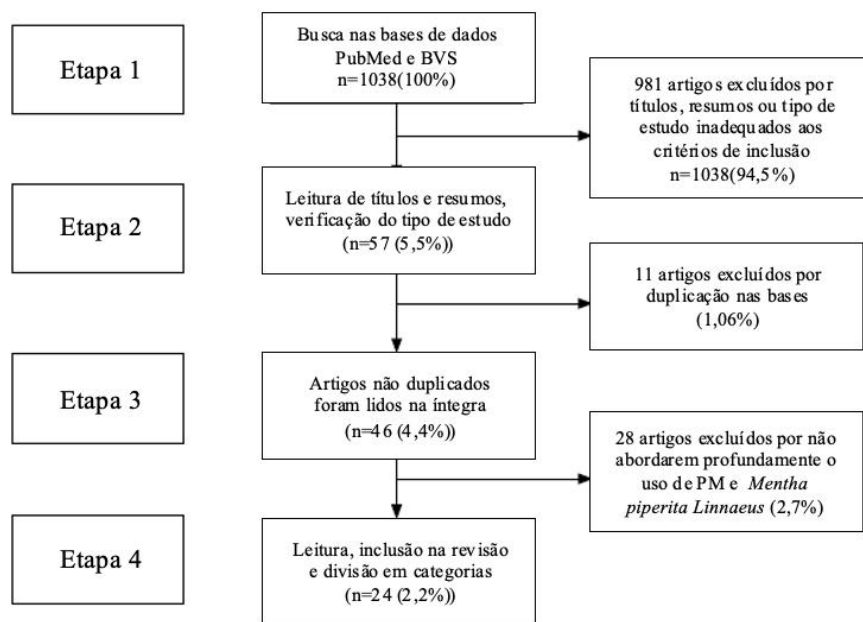 Etapa 1
Busca nas bases de dados
PubMed e BVS
n=1038(100%)
981 artigos excluídos por
títulos, resumos ou tipo de
estudo inadequados aos
critérios de inclusão
n=1038(94,5%)
Etapa 2
Leitura de títulos e resumos,
verificação do tipo de estudo
(n=57 (5,5%))
11 artigos excluídos por
duplicação nas bases
(1,06%)
Etapa 3
Artigos não duplicados
foram lidos na íntegra
(n=46 (4,4%))
28 artigos excluídos por não
abordarem profundamente o
uso de PM e Mentha
piperita Linnaeus (2,7%)
Etapa 4
Leitura, inclusão na revisão
e divisão em categorias
(n=24 (2,2%))